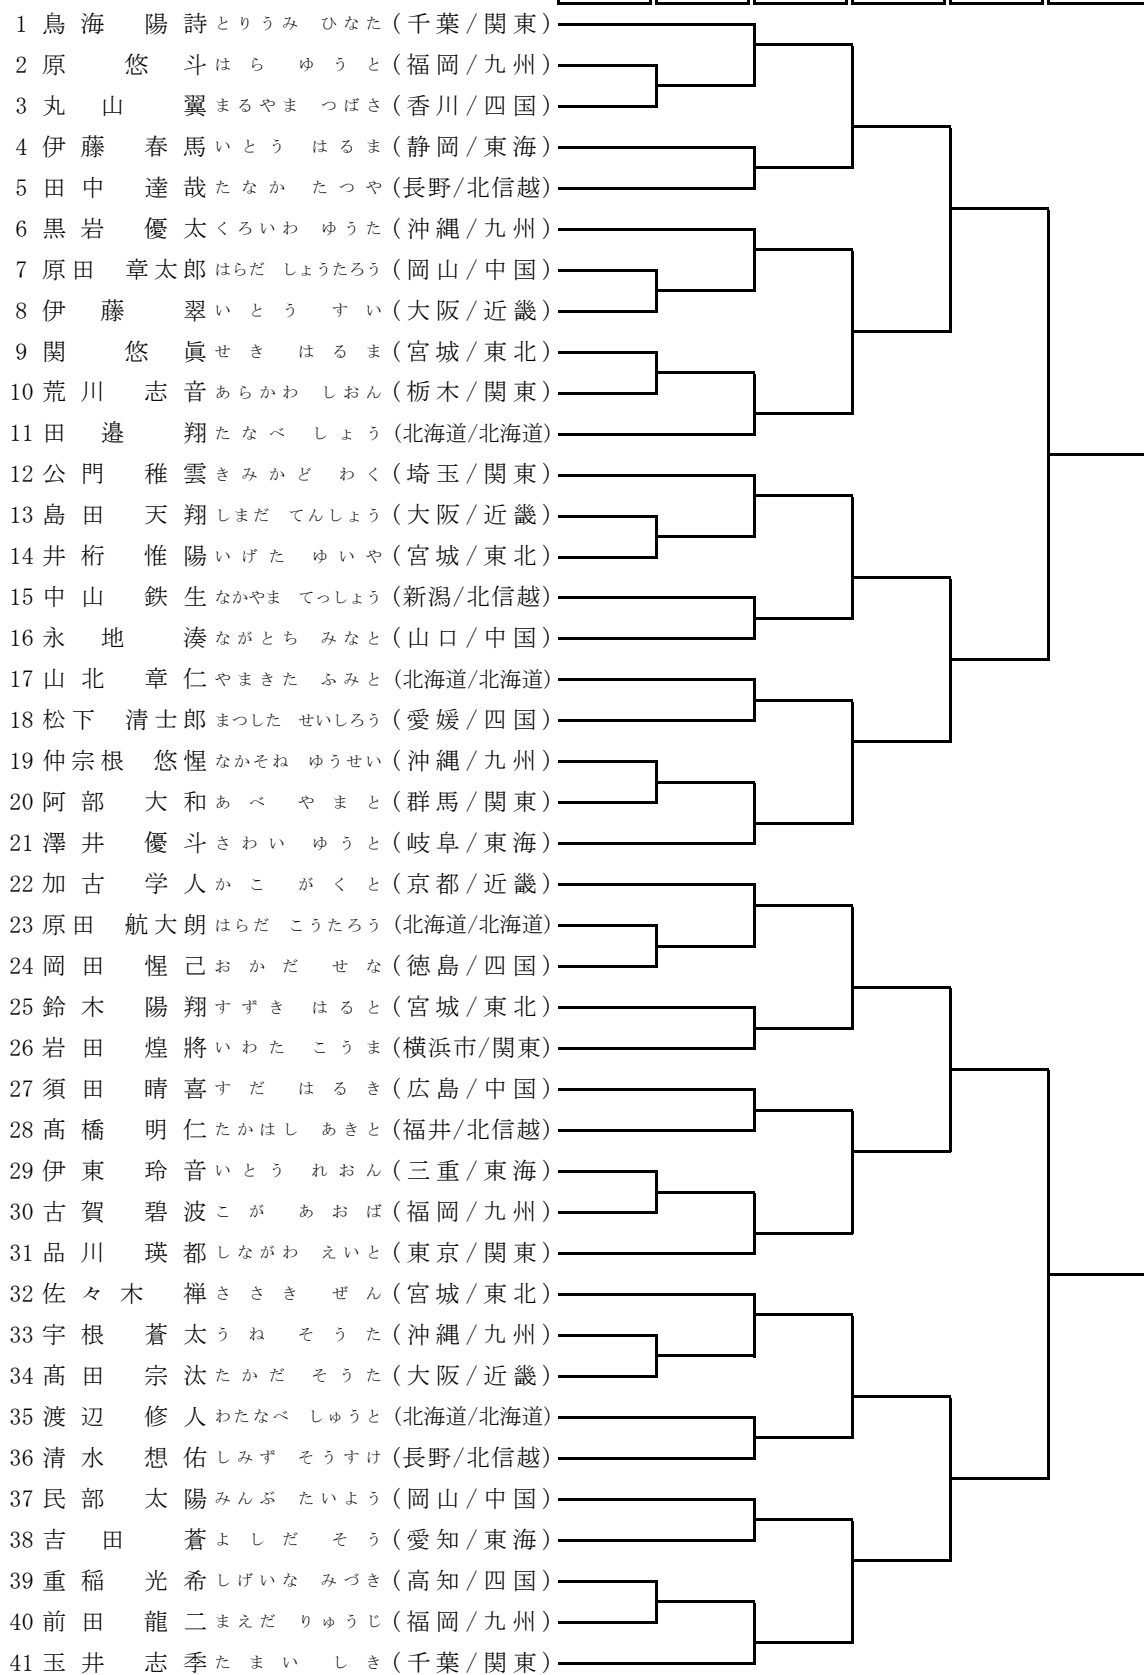 1 鳥海 陽詩 とりうみ ひなた (千葉/関東)
2 原 悠斗 はら ゆうと (福岡/九州)
3 丸山 翼 まるやま つばさ (香川/四国)
4 伊藤 春馬 いとう はるま (静岡/東海)
5 田中 達哉 たなか たつや (長野/北信越)
6 黒岩 優太 くろいわ ゆうた (沖縄/九州)
7 原田 章太郎 はらだ しょうたろう (岡山/中国)
8 伊藤 翠 いとう すい (大阪/近畿)
9 関 悠眞 せき はるま (宮城/東北)
10 荒川 志音 あらかわ しおん (栃木/関東)
11 田邉 翔 たなべ しょう (北海道/北海道)
12 公門 稚雲 きみかど わく (埼玉/関東)
13 島田 天翔 しまだ てんしょう (大阪/近畿)
14 井桁 惟陽 いげた ゆいや (宮城/東北)
15 中山 鉄生 なかやま てっしょう (新潟/北信越)
16 永地 湊 ながとち みなと (山口/中国)
17 山北 章仁 やまきた ふみと (北海道/北海道)
18 松下 清士郎 まつした せいしろう (愛媛/四国)
19 仲宗根 悠惺 なかそね ゆうせい (沖縄/九州)
20 阿部 大和 あべ やまと (群馬/関東)
21 澤井 優斗 さわい ゆうと (岐阜/東海)
22 加古 学人 かこ がくと (京都/近畿)
23 原田 航大朗 はらだ こうたろう (北海道/北海道)
24 岡田 惺己 おかだ せな (徳島/四国)
25 鈴木 陽翔 すずき はると (宮城/東北)
26 岩田 煌將 いわた こうま (横浜市/関東)
27 須田 晴喜 すだ はるき (広島/中国)
28 髙橋 明仁 たかはし あきと (福井/北信越)
29 伊東 玲音 いとう れおん (三重/東海)
30 古賀 碧波 こが あおば (福岡/九州)
31 品川 瑛都 しながわ えいと (東京/関東)
32 佐々木 禅 ささき ぜん (宮城/東北)
33 宇根 蒼太 うね そうた (沖縄/九州)
34 髙田 宗汰 たかだ そうた (大阪/近畿)
35 渡辺 修人 わたなべ しゅうと (北海道/北海道)
36 清水 想佑 しみず そうすけ (長野/北信越)
37 民部 太陽 みんぶ たいよう (岡山/中国)
38 吉田 蒼 よしだ そう (愛知/東海)
39 重稲 光希 しげいな みづき (高知/四国)
40 前田 龍二 まえだ りゅうじ (福岡/九州)
41 玉井 志季 たまい しき (千葉/関東)